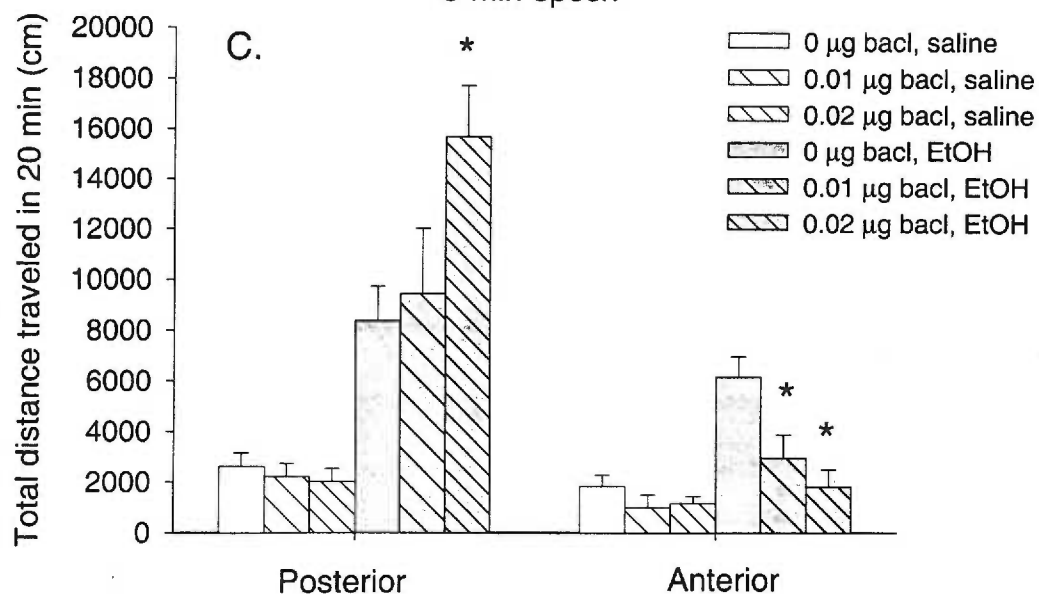 C.
Total distance traveled in 20 min (cm)
20000
18000
16000
14000
12000
10000
8000
6000
4000
2000
0
*
*
*
0 µg bacl, saline
0.01 µg bacl, saline
0.02 µg bacl, saline
0 µg bacl, EtOH
0.01 µg bacl, EtOH
0.02 µg bacl, EtOH
Posterior
Anterior